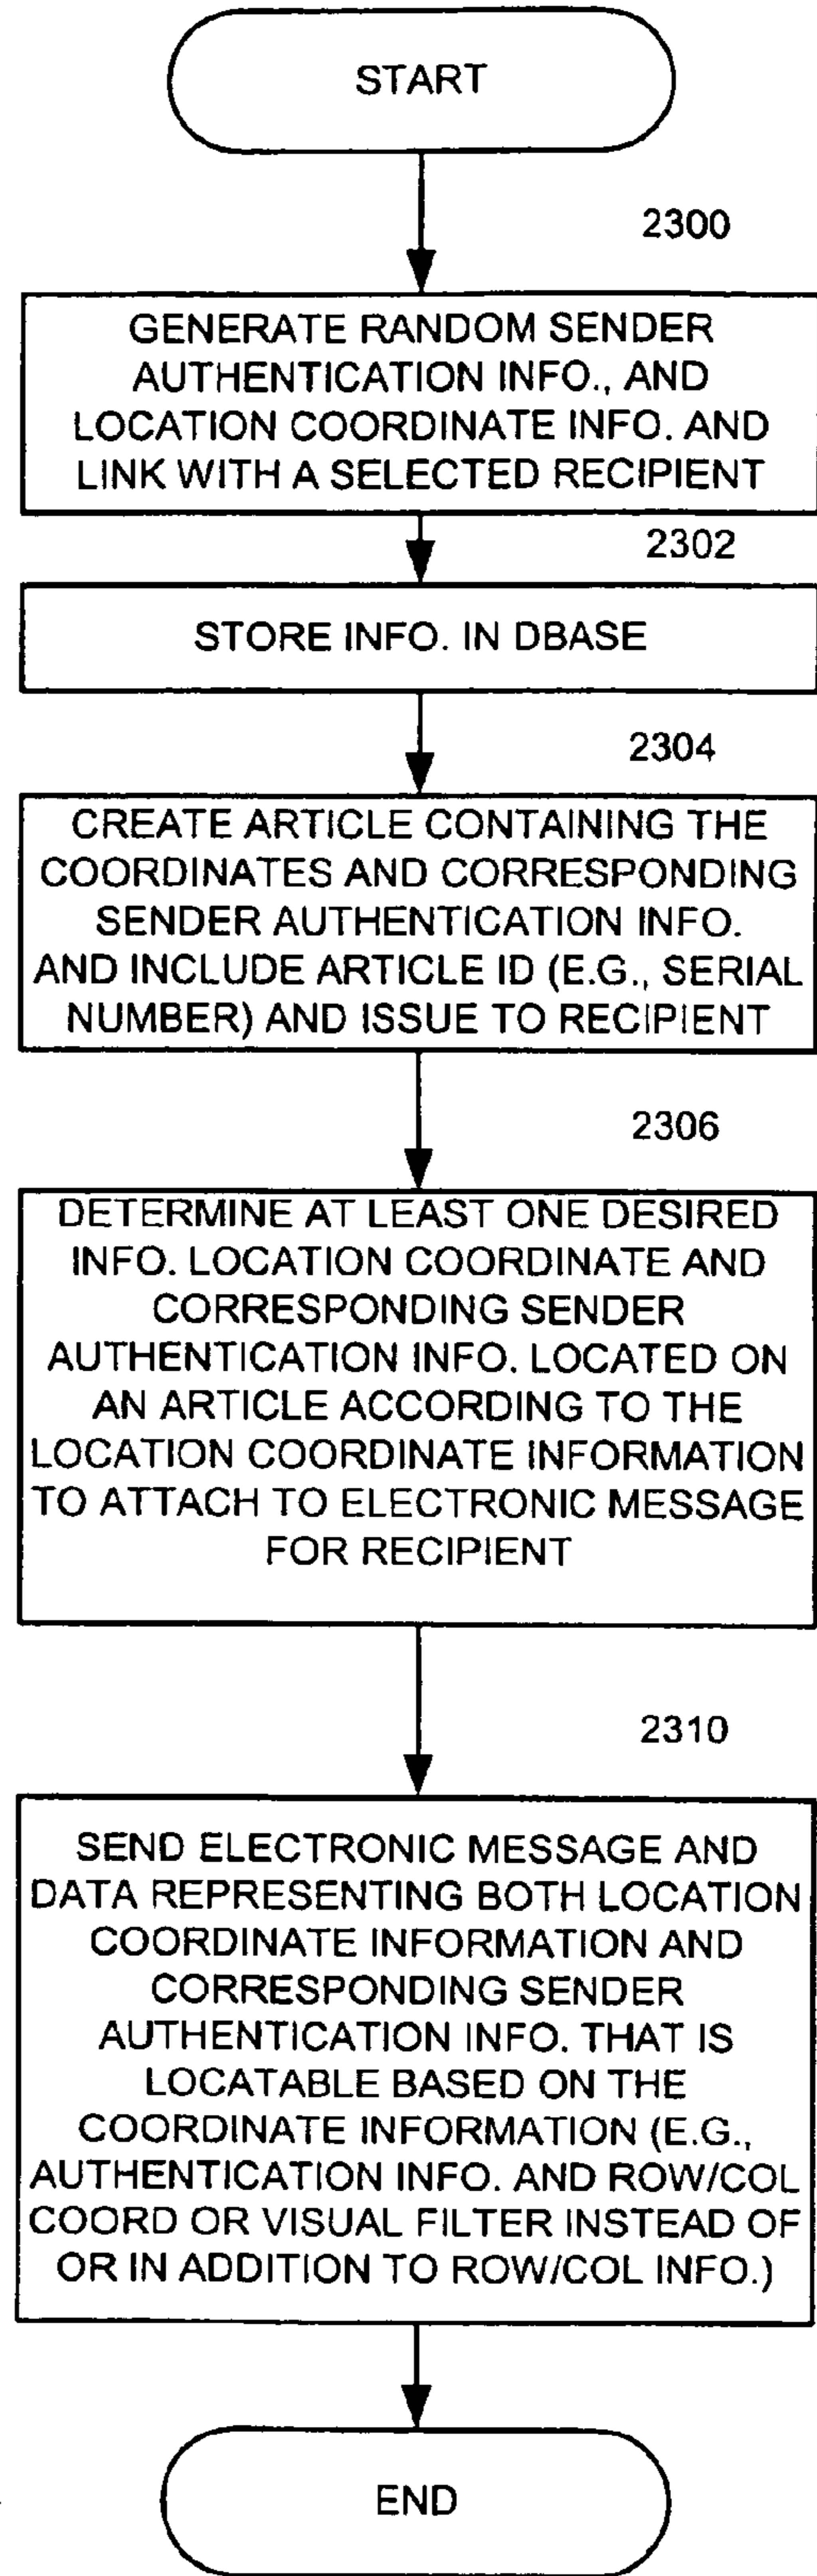 START
2300
GENERATE RANDOM SENDER
AUTHENTICATION INFO., AND
LOCATION COORDINATE INFO. AND
LINK WITH A SELECTED RECIPIENT
2302
STORE INFO. IN DBASE
2304
CREATE ARTICLE CONTAINING THE
COORDINATES AND CORRESPONDING
SENDER AUTHENTICATION INFO.
AND INCLUDE ARTICLE ID (E.G., SERIAL
NUMBER) AND ISSUE TO RECIPIENT
2306
DETERMINE AT LEAST ONE DESIRED
INFO. LOCATION COORDINATE AND
CORRESPONDING SENDER
AUTHENTICATION INFO. LOCATED ON
AN ARTICLE ACCORDING TO THE
LOCATION COORDINATE INFORMATION
TO ATTACH TO ELECTRONIC MESSAGE
FOR RECIPIENT
2310
SEND ELECTRONIC MESSAGE AND
DATA REPRESENTING BOTH LOCATION
COORDINATE INFORMATION AND
CORRESPONDING SENDER
AUTHENTICATION INFO. THAT IS
LOCATABLE BASED ON THE
COORDINATE INFORMATION (E.G.,
AUTHENTICATION INFO. AND ROW/COL
COORD OR VISUAL FILTER INSTEAD OF
OR IN ADDITION TO ROW/COL INFO.)
END